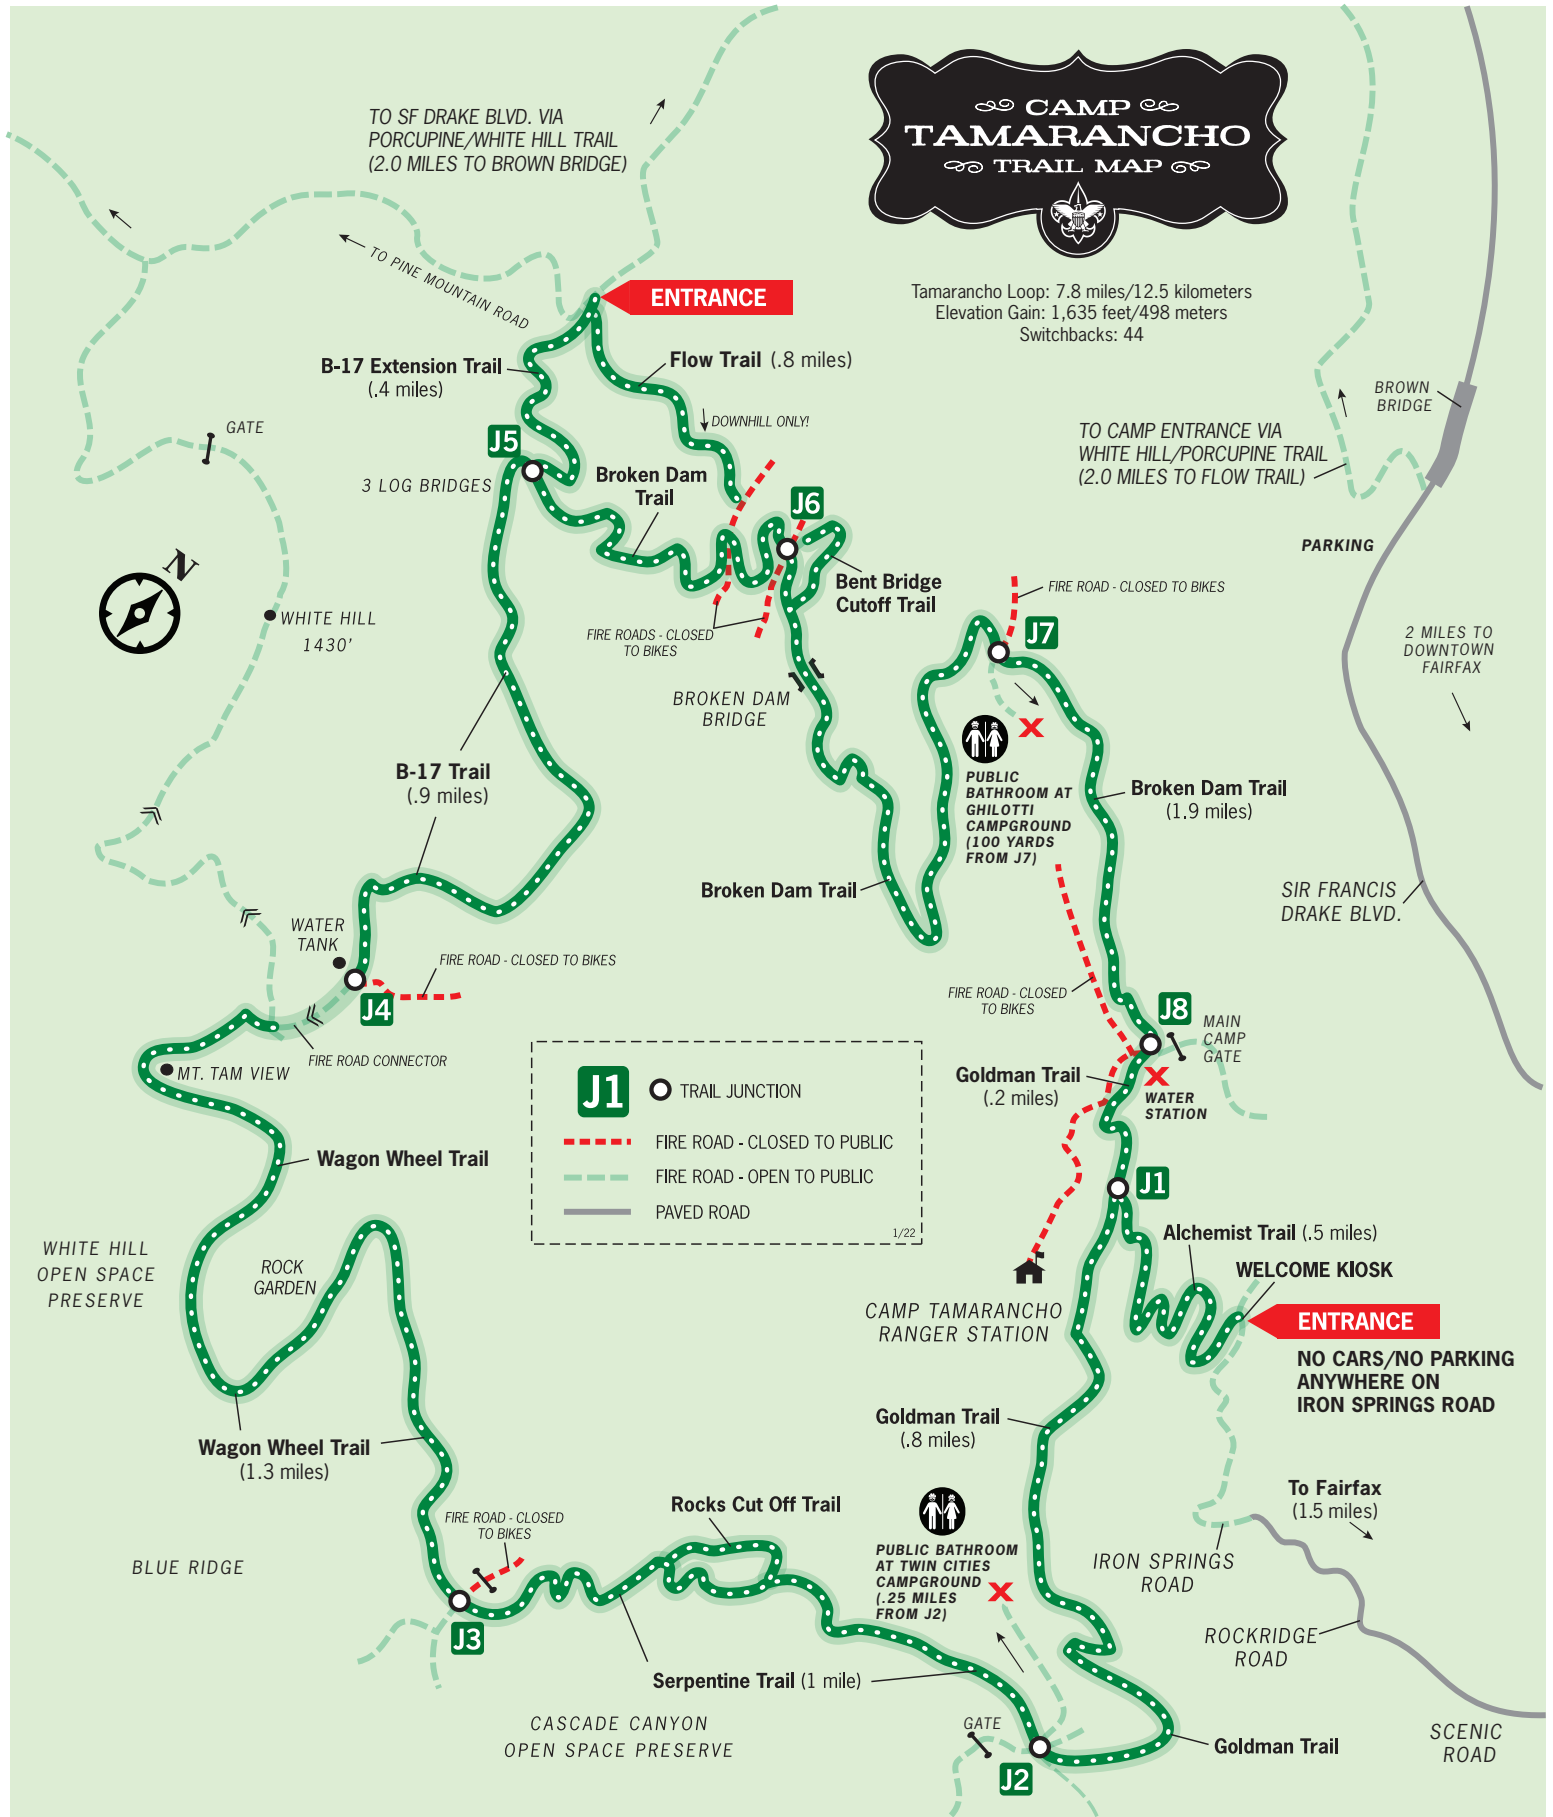 CAMP
TAMARANCHO
TRAIL MAP
Tamarancho Loop: 7.8 miles/12.5 kilometers
Elevation Gain: 1,635 feet/498 meters
Switchbacks: 44
TO SF DRAKE BLVD. VIA
PORCUPINE/WHITE HILL TRAIL
(2.0 MILES TO BROWN BRIDGE)
TO PINE MOUNTAIN ROAD
ENTRANCE
B-17 Extension Trail
(.4 miles)
Flow Trail (.8 miles)
DOWNHILL ONLY!
BROWN
BRIDGE
TO CAMP ENTRANCE VIA
WHITE HILL/PORCUPINE TRAIL
(2.0 MILES TO FLOW TRAIL)
GATE
J5
3 LOG BRIDGES
Broken Dam
Trail
J6
PARKING
Bent Bridge
Cutoff Trail
FIRE ROAD - CLOSED TO BIKES
N
WHITE HILL
1430'
FIRE ROADS - CLOSED
TO BIKES
J7
2 MILES TO
DOWNTOWN
FAIRFAX
BROKEN DAM
BRIDGE
B-17 Trail
(.9 miles)
PUBLIC
BATHROOM AT
GHILOTTI
CAMPGROUND
(100 YARDS
FROM J7)
Broken Dam Trail
(1.9 miles)
Broken Dam Trail
SIR FRANCIS
DRAKE BLVD.
WATER
TANK
FIRE ROAD - CLOSED TO BIKES
J4
FIRE ROAD - CLOSED
TO BIKES
J8
MAIN
CAMP
GATE
FIRE ROAD CONNECTOR
MT. TAM VIEW
Goldman Trail
(.2 miles)
WATER
STATION
J1
TRAIL JUNCTION
FIRE ROAD - CLOSED TO PUBLIC
FIRE ROAD - OPEN TO PUBLIC
PAVED ROAD
1/22
Wagon Wheel Trail
J1
Alchemist Trail (.5 miles)
WELCOME KIOSK
ENTRANCE
NO CARS/NO PARKING
ANYWHERE ON
IRON SPRINGS ROAD
WHITE HILL
OPEN SPACE
PRESERVE
ROCK
GARDEN
CAMP TAMARANCHO
RANGER STATION
Goldman Trail
(.8 miles)
Wagon Wheel Trail
(1.3 miles)
To Fairfax
(1.5 miles)
Rocks Cut Off Trail
FIRE ROAD - CLOSED
TO BIKES
PUBLIC BATHROOM
AT TWIN CITIES
CAMPGROUND
(.25 MILES
FROM J2)
IRON SPRINGS
ROAD
BLUE RIDGE
J3
ROCKRIDGE
ROAD
Serpentine Trail (1 mile)
CASCADE CANYON
OPEN SPACE PRESERVE
GATE
J2
Goldman Trail
SCENIC
ROAD